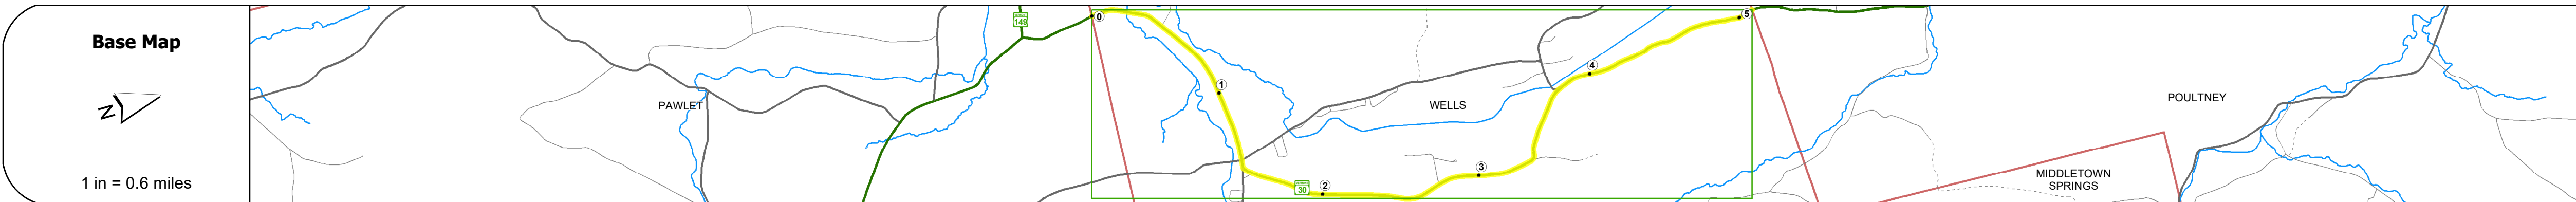 Base Map
N
1 in = 0.6 miles
149
0
5
4
1
PAWLET
WELLS
POULTNEY
3
MIDDLETOWN
SPRINGS
30
2